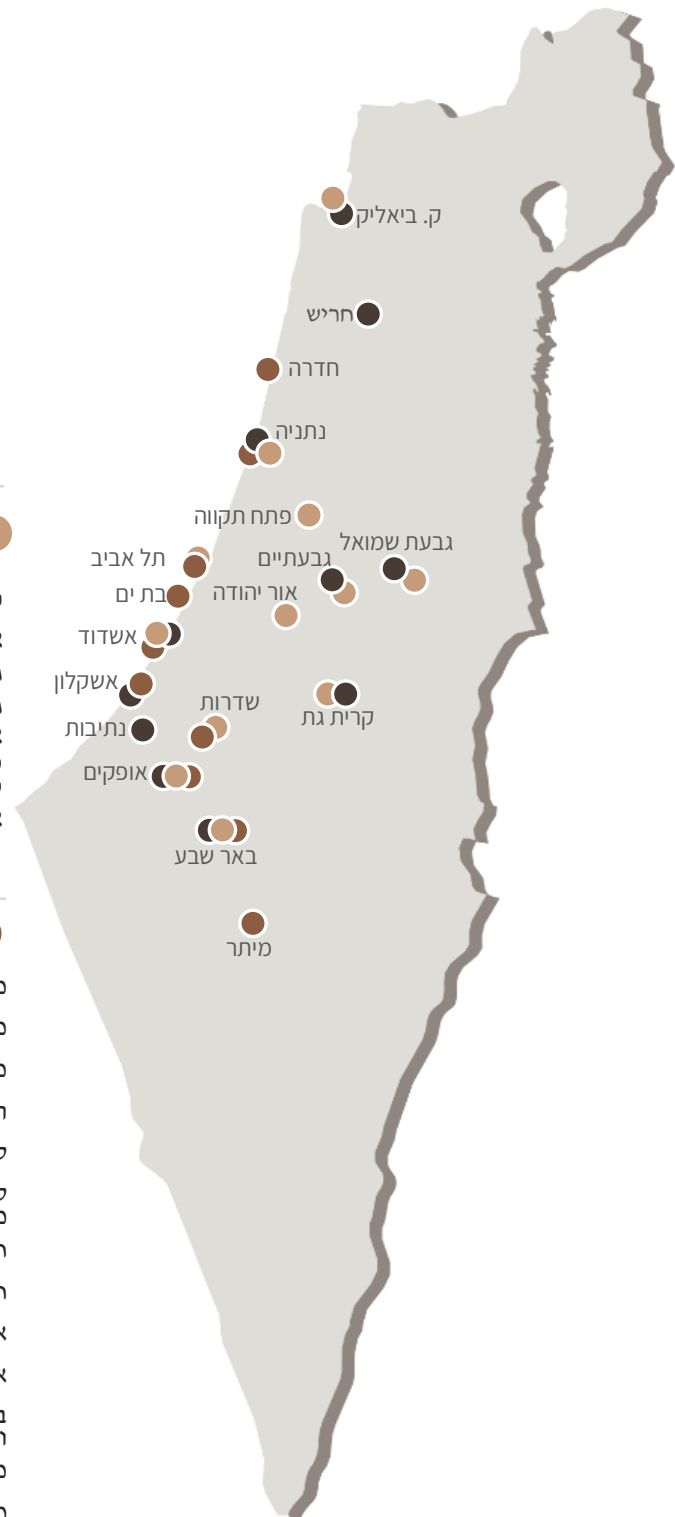 ק. ביאליק
חריש
חדרה
נתניה
פתח תקווה
גבעת שמואל
תל אביב
גבעתיים
בת ים
אור יהודה
אשדוד
אשקלון
שדרות
קרית גת
נתיבות
אופקים
באר שבע
מיתר